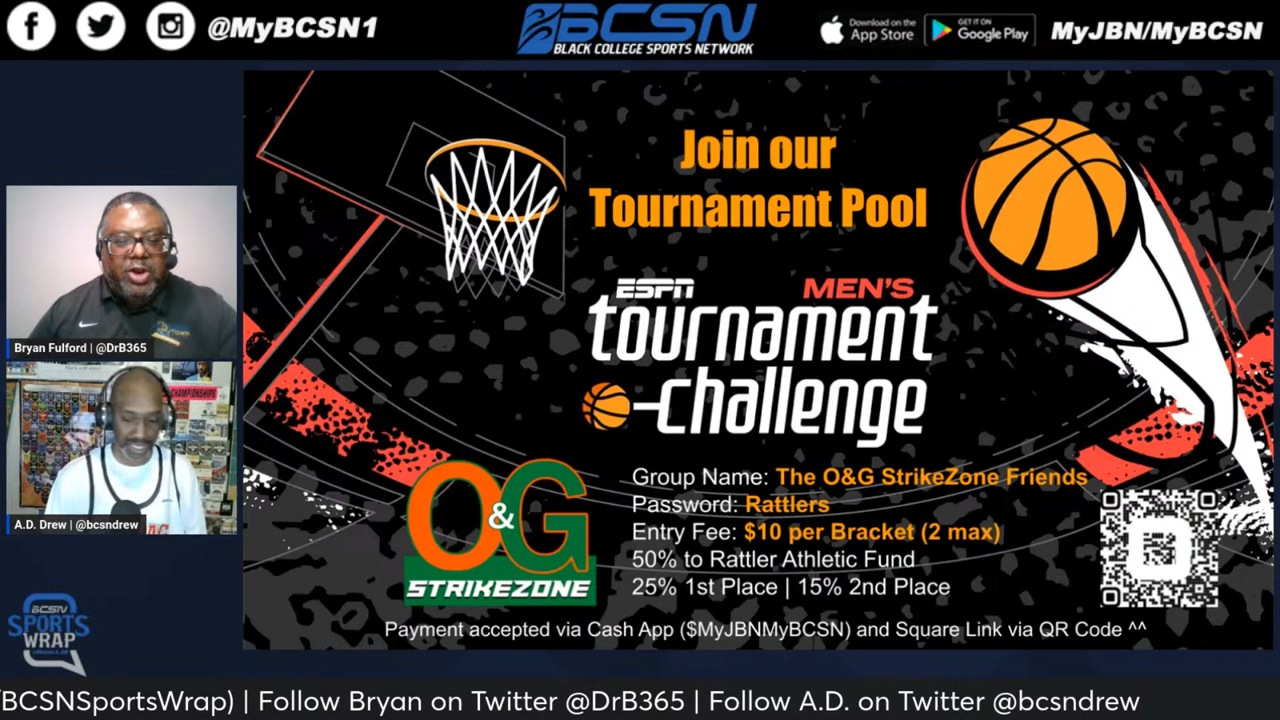 @MyBCSN1
BCSN
BLACK COLLEGE SPORTS NETWORK
Download on the
App Store
GET IT ON
Google Play
MyJBN/MyBCSN
Join our
Tournament Pool
ESPN MEN'S
tournament
challenge
Bryan Fulford | @DrB365
CHAMPIONSHIPS
A.D. Drew | @bcsndrew
O&G
STRIKEZONE
Group Name: The O&G StrikeZone Friends
Password: Rattlers
Entry Fee: $10 per Bracket (2 max)
50% to Rattler Athletic Fund
25% 1st Place | 15% 2nd Place
Payment accepted via Cash App ($MyJBNMyBCSN) and Square Link via QR Code ^^
BCSN
SPORTS
WRAP
/BCSNSportsWrap) | Follow Bryan on Twitter @DrB365 | Follow A.D. on Twitter @bcsndrew